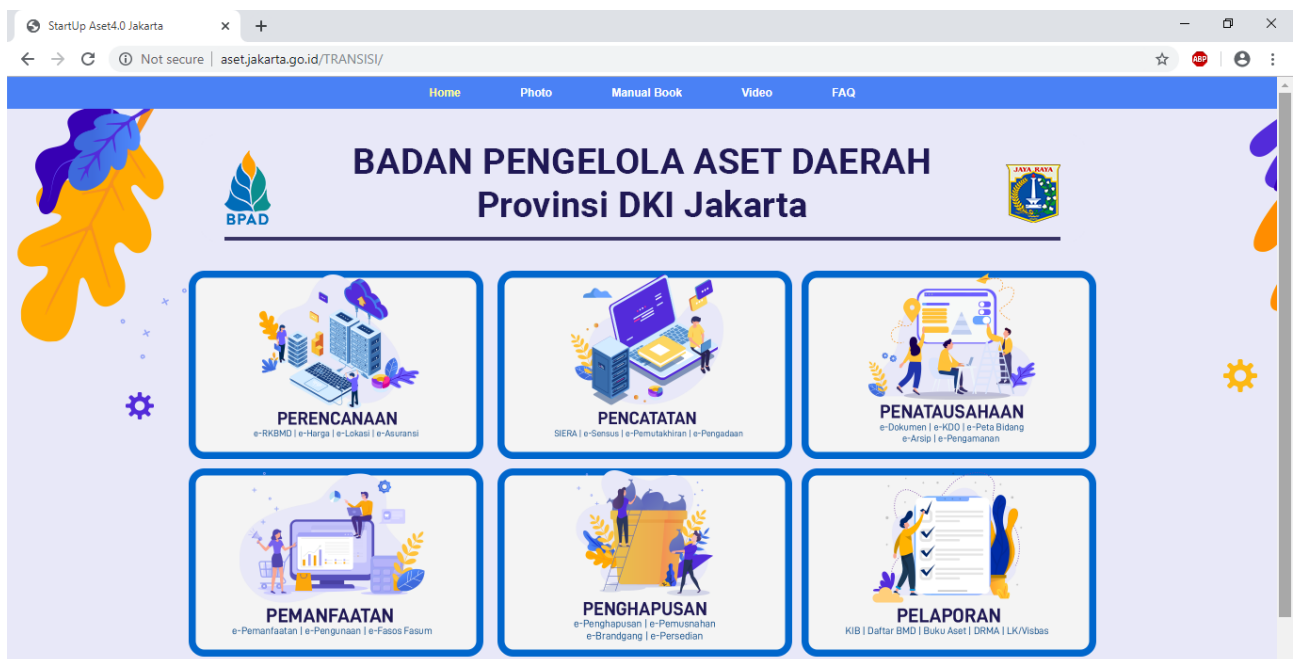 StartUp Aset4.0 Jakarta
Not secure | aset.jakarta.go.id/TRANSISI/
ABP
Home Photo Manual Book Video FAQ
BADAN PENGELOLA ASET DAERAH
Provinsi DKI Jakarta
BPAD
JAYA RAYA
PERENCANAAN
e-RKBMD | e-Harga | e-Lokasi | e-Asuransi
PENCATATAN
SIERA | e-Sensus | e-Pemutakhiran | e-Pengadaan
PENATAUSAHAAN
e-Dokumen | e-KDO | e-Peta Bidang
e-Arsip | e-Pengamanan
PEMANFAATAN
e-Pemanfaatan | e-Pengunaan | e-Fasos Fasum
PENGHAPUSAN
e-Penghapusan | e-Pemusnahan
e-Brandgang | e-Persedian
PELAPORAN
KIB | Daftar BMD | Buku Aset | DRMA | LK/Visbas